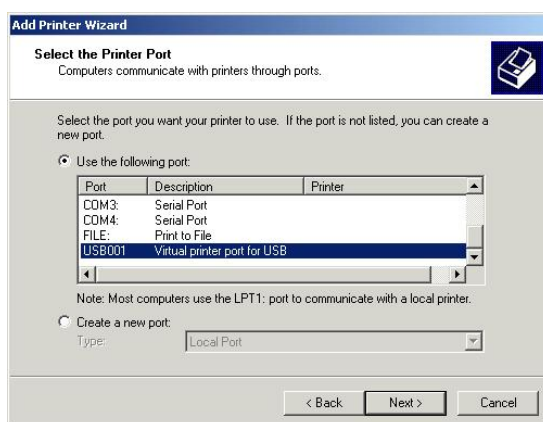 Add Printer Wizard
Select the Printer Port
Computers communicate with printers through ports.
Select the port you want your printer to use. If the port is not listed, you can create a
new port.
Use the following port:
Port Description Printer
COM3: Serial Port
COM4: Serial Port
FILE: Print to File
USB001 Virtual printer port for USB
Note: Most computers use the LPT1: port to communicate with a local printer.
Create a new port:
Type: Local Port
< Back Next > Cancel